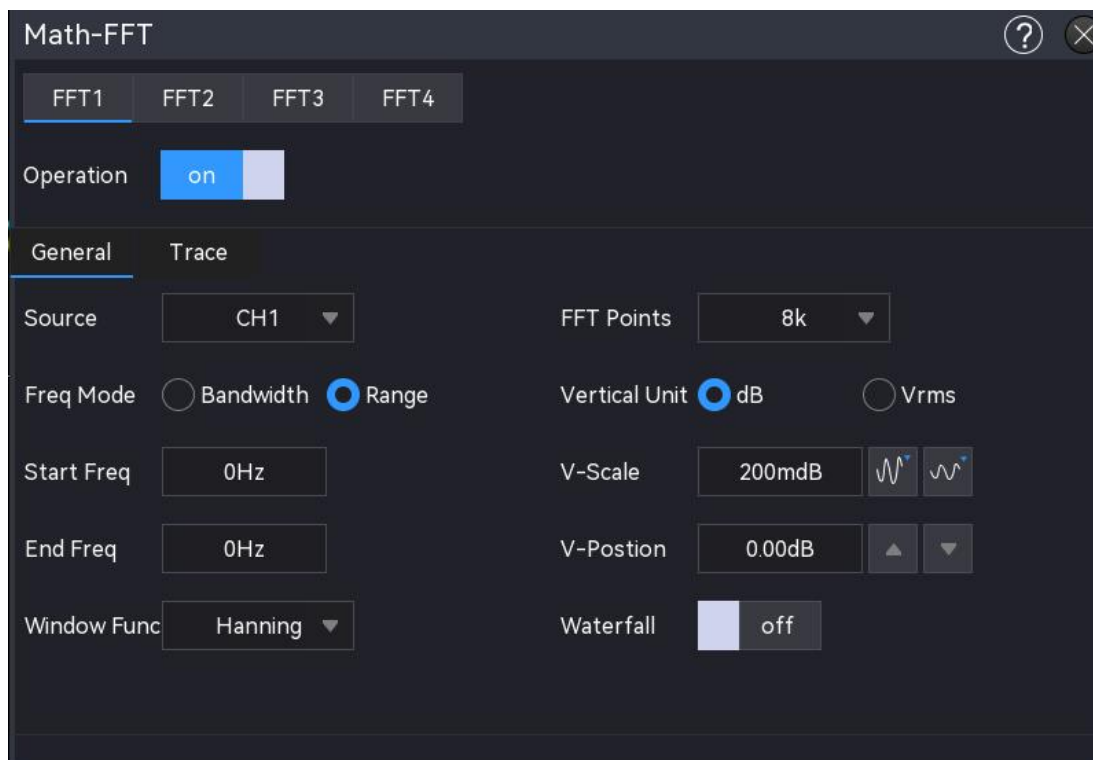 Math-FFT ?
FFT1 FFT2 FFT3 FFT4
Operation on
General Trace
Source CH1 FFT Points 8k
Freq Mode Bandwidth Range Vertical Unit dB Vrms
Start Freq 0Hz V-Scale 200mdB
End Freq 0Hz V-Postion 0.00dB
Window Func Hanning Waterfall off